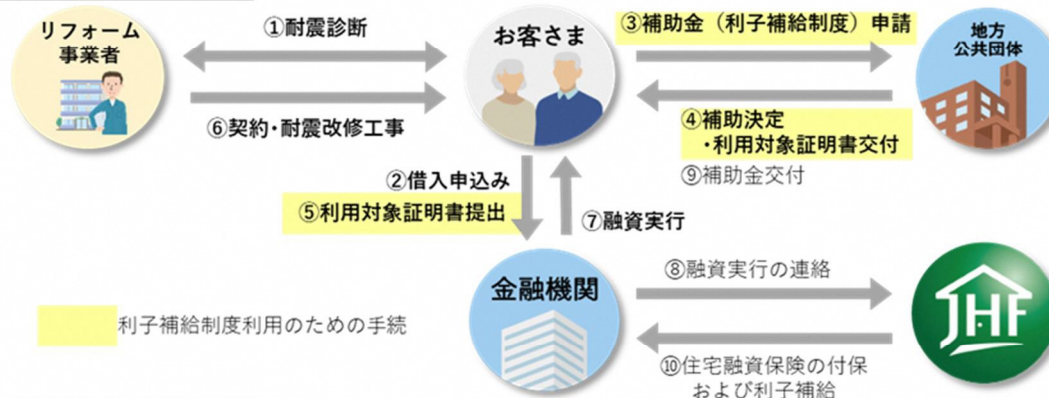 リフォーム
事業者
①耐震診断
⑥契約・耐震改修工事
お客さま
③補助金（利子補給制度）申請
④補助決定
・利用対象証明書交付
⑨補助金交付
地方
公共団体
②借入申込み
⑤利用対象証明書提出
⑦融資実行
金融機関
⑧融資実行の連絡
⑩住宅融資保険の付保
および利子補給
JHF
利子補給制度利用のための手続